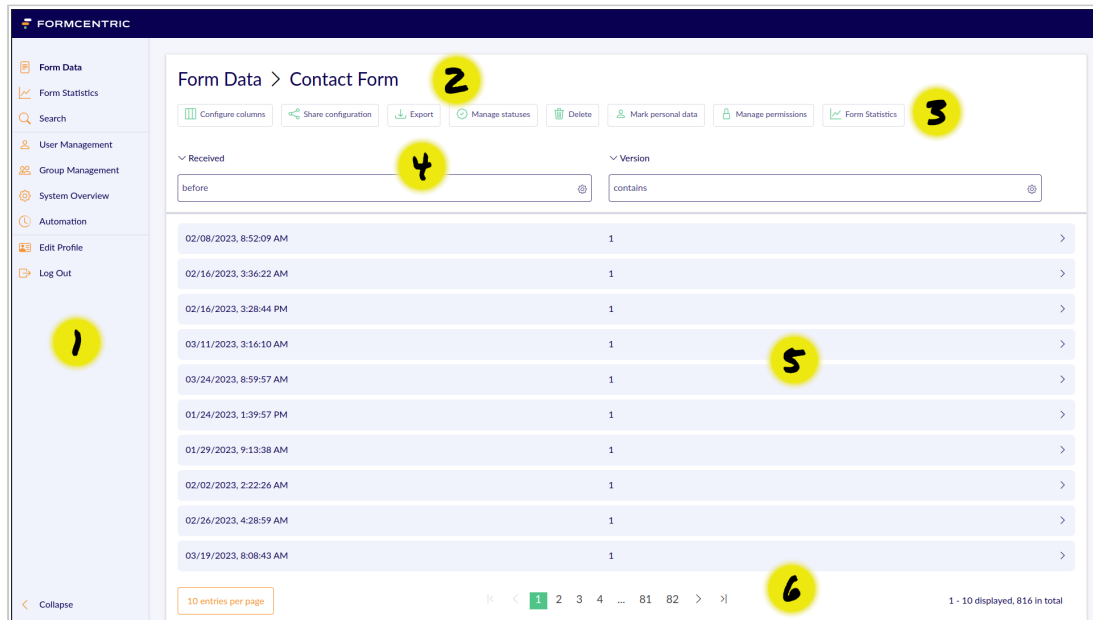 FORMCENTRIC
Form Data
Form Statistics
Search
User Management
Group Management
System Overview
Automation
Edit Profile
Log Out
1
Collapse
Form Data > Contact Form
2
Configure columns Share configuration Export Manage statuses Delete Mark personal data Manage permissions Form Statistics
3
4
Received Version
before contains
02/08/2023, 8:52:09 AM 1
02/16/2023, 3:36:22 AM 1
02/16/2023, 3:28:44 PM 1
03/11/2023, 3:16:10 AM 1
5
03/24/2023, 8:59:57 AM 1
01/24/2023, 1:39:57 PM 1
01/29/2023, 9:13:38 AM 1
02/02/2023, 2:22:26 AM 1
02/26/2023, 4:28:59 AM 1
03/19/2023, 8:08:43 AM 1
6
10 entries per page 1 2 3 4 ... 81 82 1 - 10 displayed, 816 in total